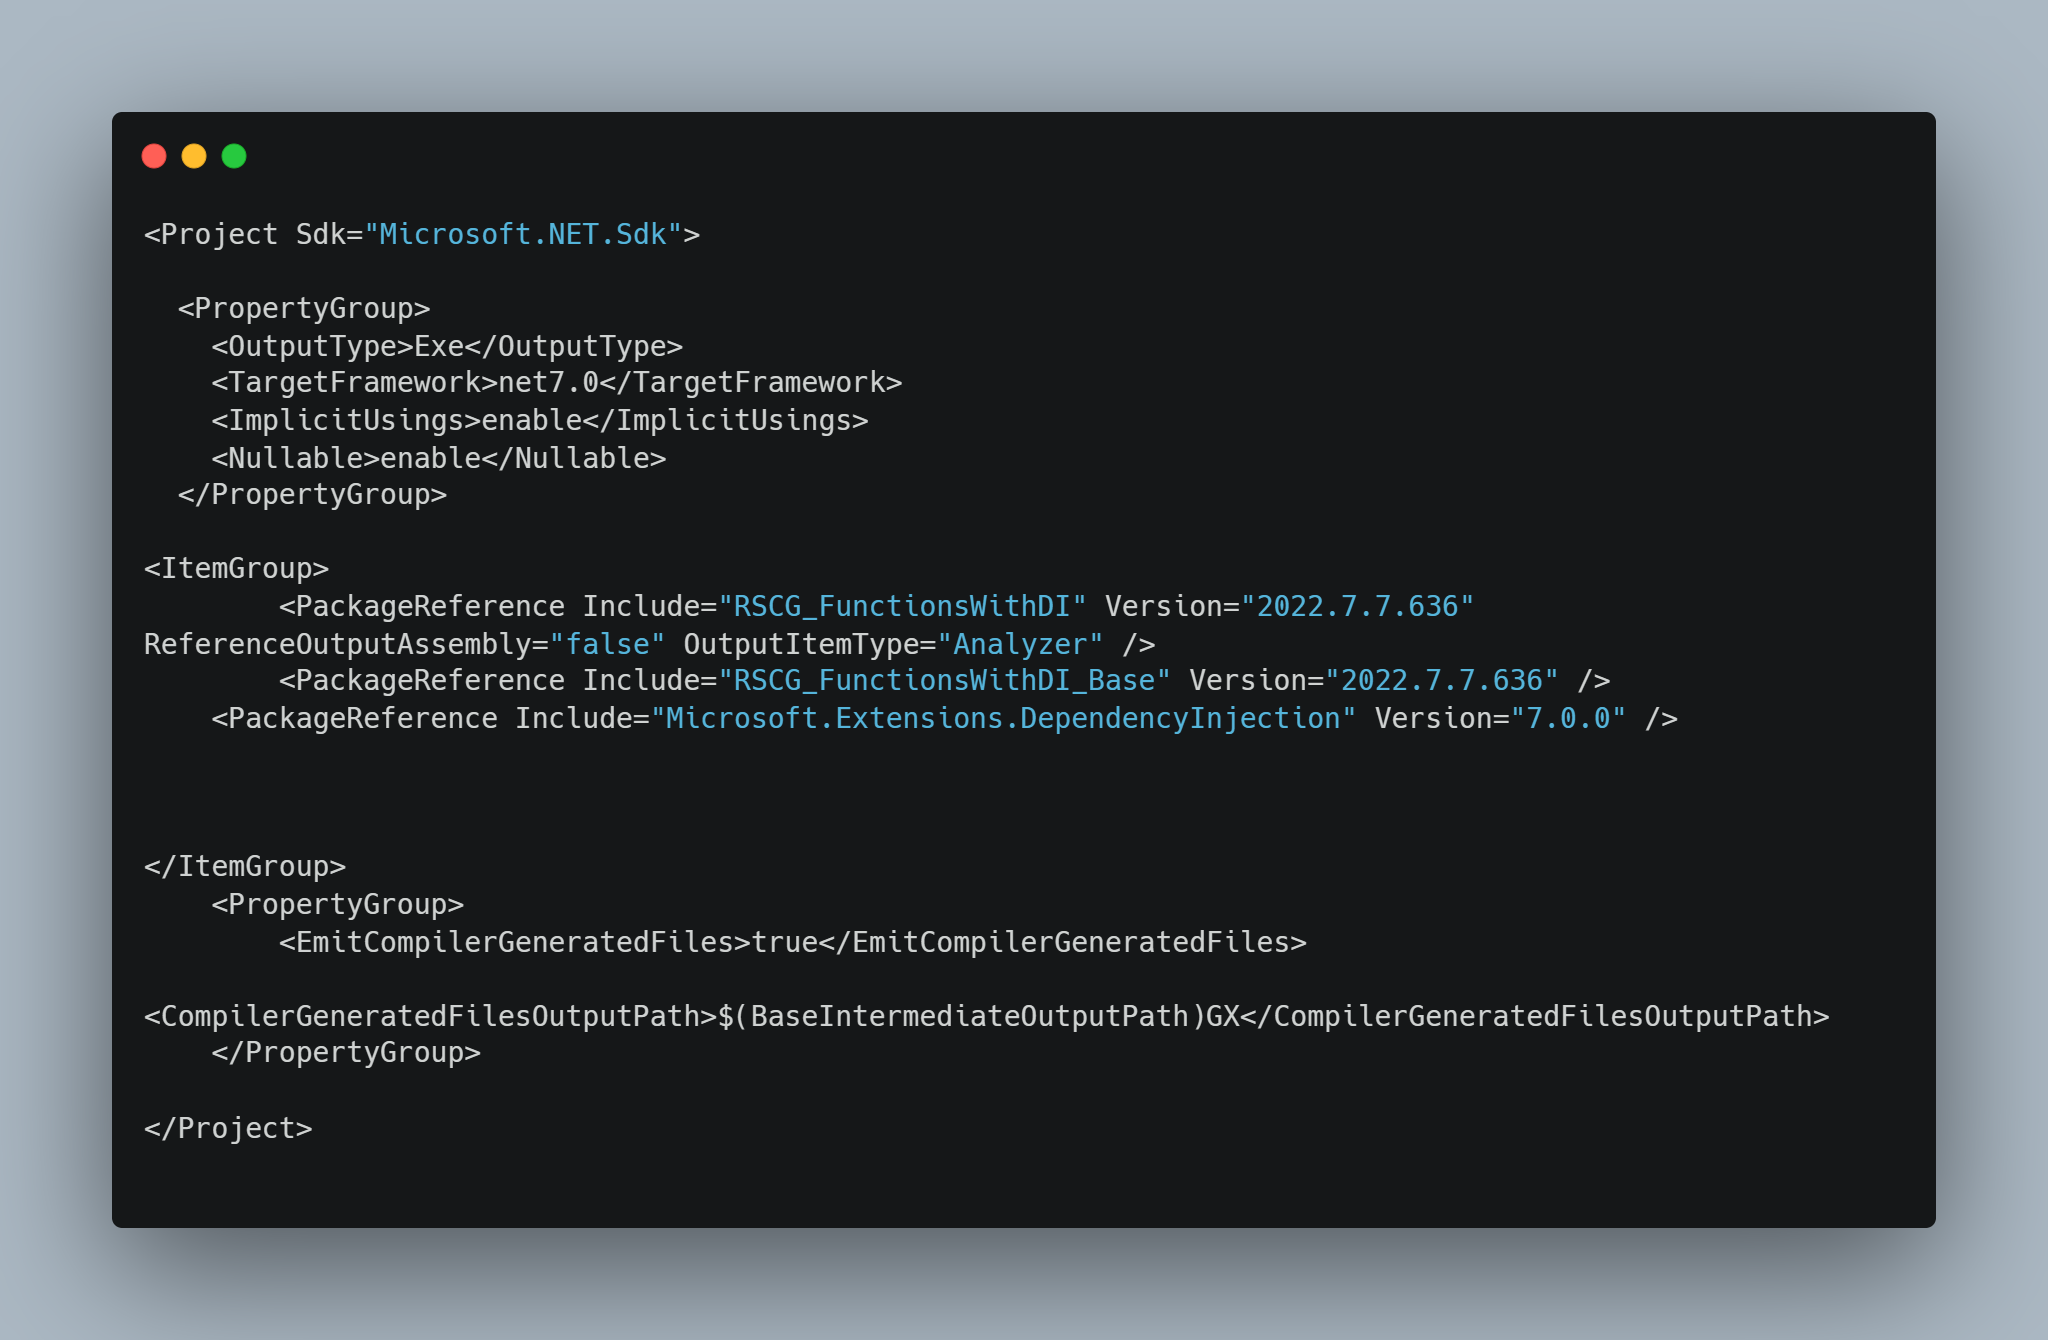 <Project Sdk="Microsoft.NET.Sdk">
  <PropertyGroup>
    <OutputType>Exe</OutputType>
    <TargetFramework>net7.0</TargetFramework>
    <ImplicitUsings>enable</ImplicitUsings>
    <Nullable>enable</Nullable>
  </PropertyGroup>
<ItemGroup>
        <PackageReference Include="RSCG_FunctionsWithDI" Version="2022.7.7.636"
ReferenceOutputAssembly="false" OutputItemType="Analyzer" />
        <PackageReference Include="RSCG_FunctionsWithDI_Base" Version="2022.7.7.636" />
    <PackageReference Include="Microsoft.Extensions.DependencyInjection" Version="7.0.0" />
</ItemGroup>
    <PropertyGroup>
        <EmitCompilerGeneratedFiles>true</EmitCompilerGeneratedFiles>
<CompilerGeneratedFilesOutputPath>$(BaseIntermediateOutputPath)GX</CompilerGeneratedFilesOutputPath>
    </PropertyGroup>
</Project>